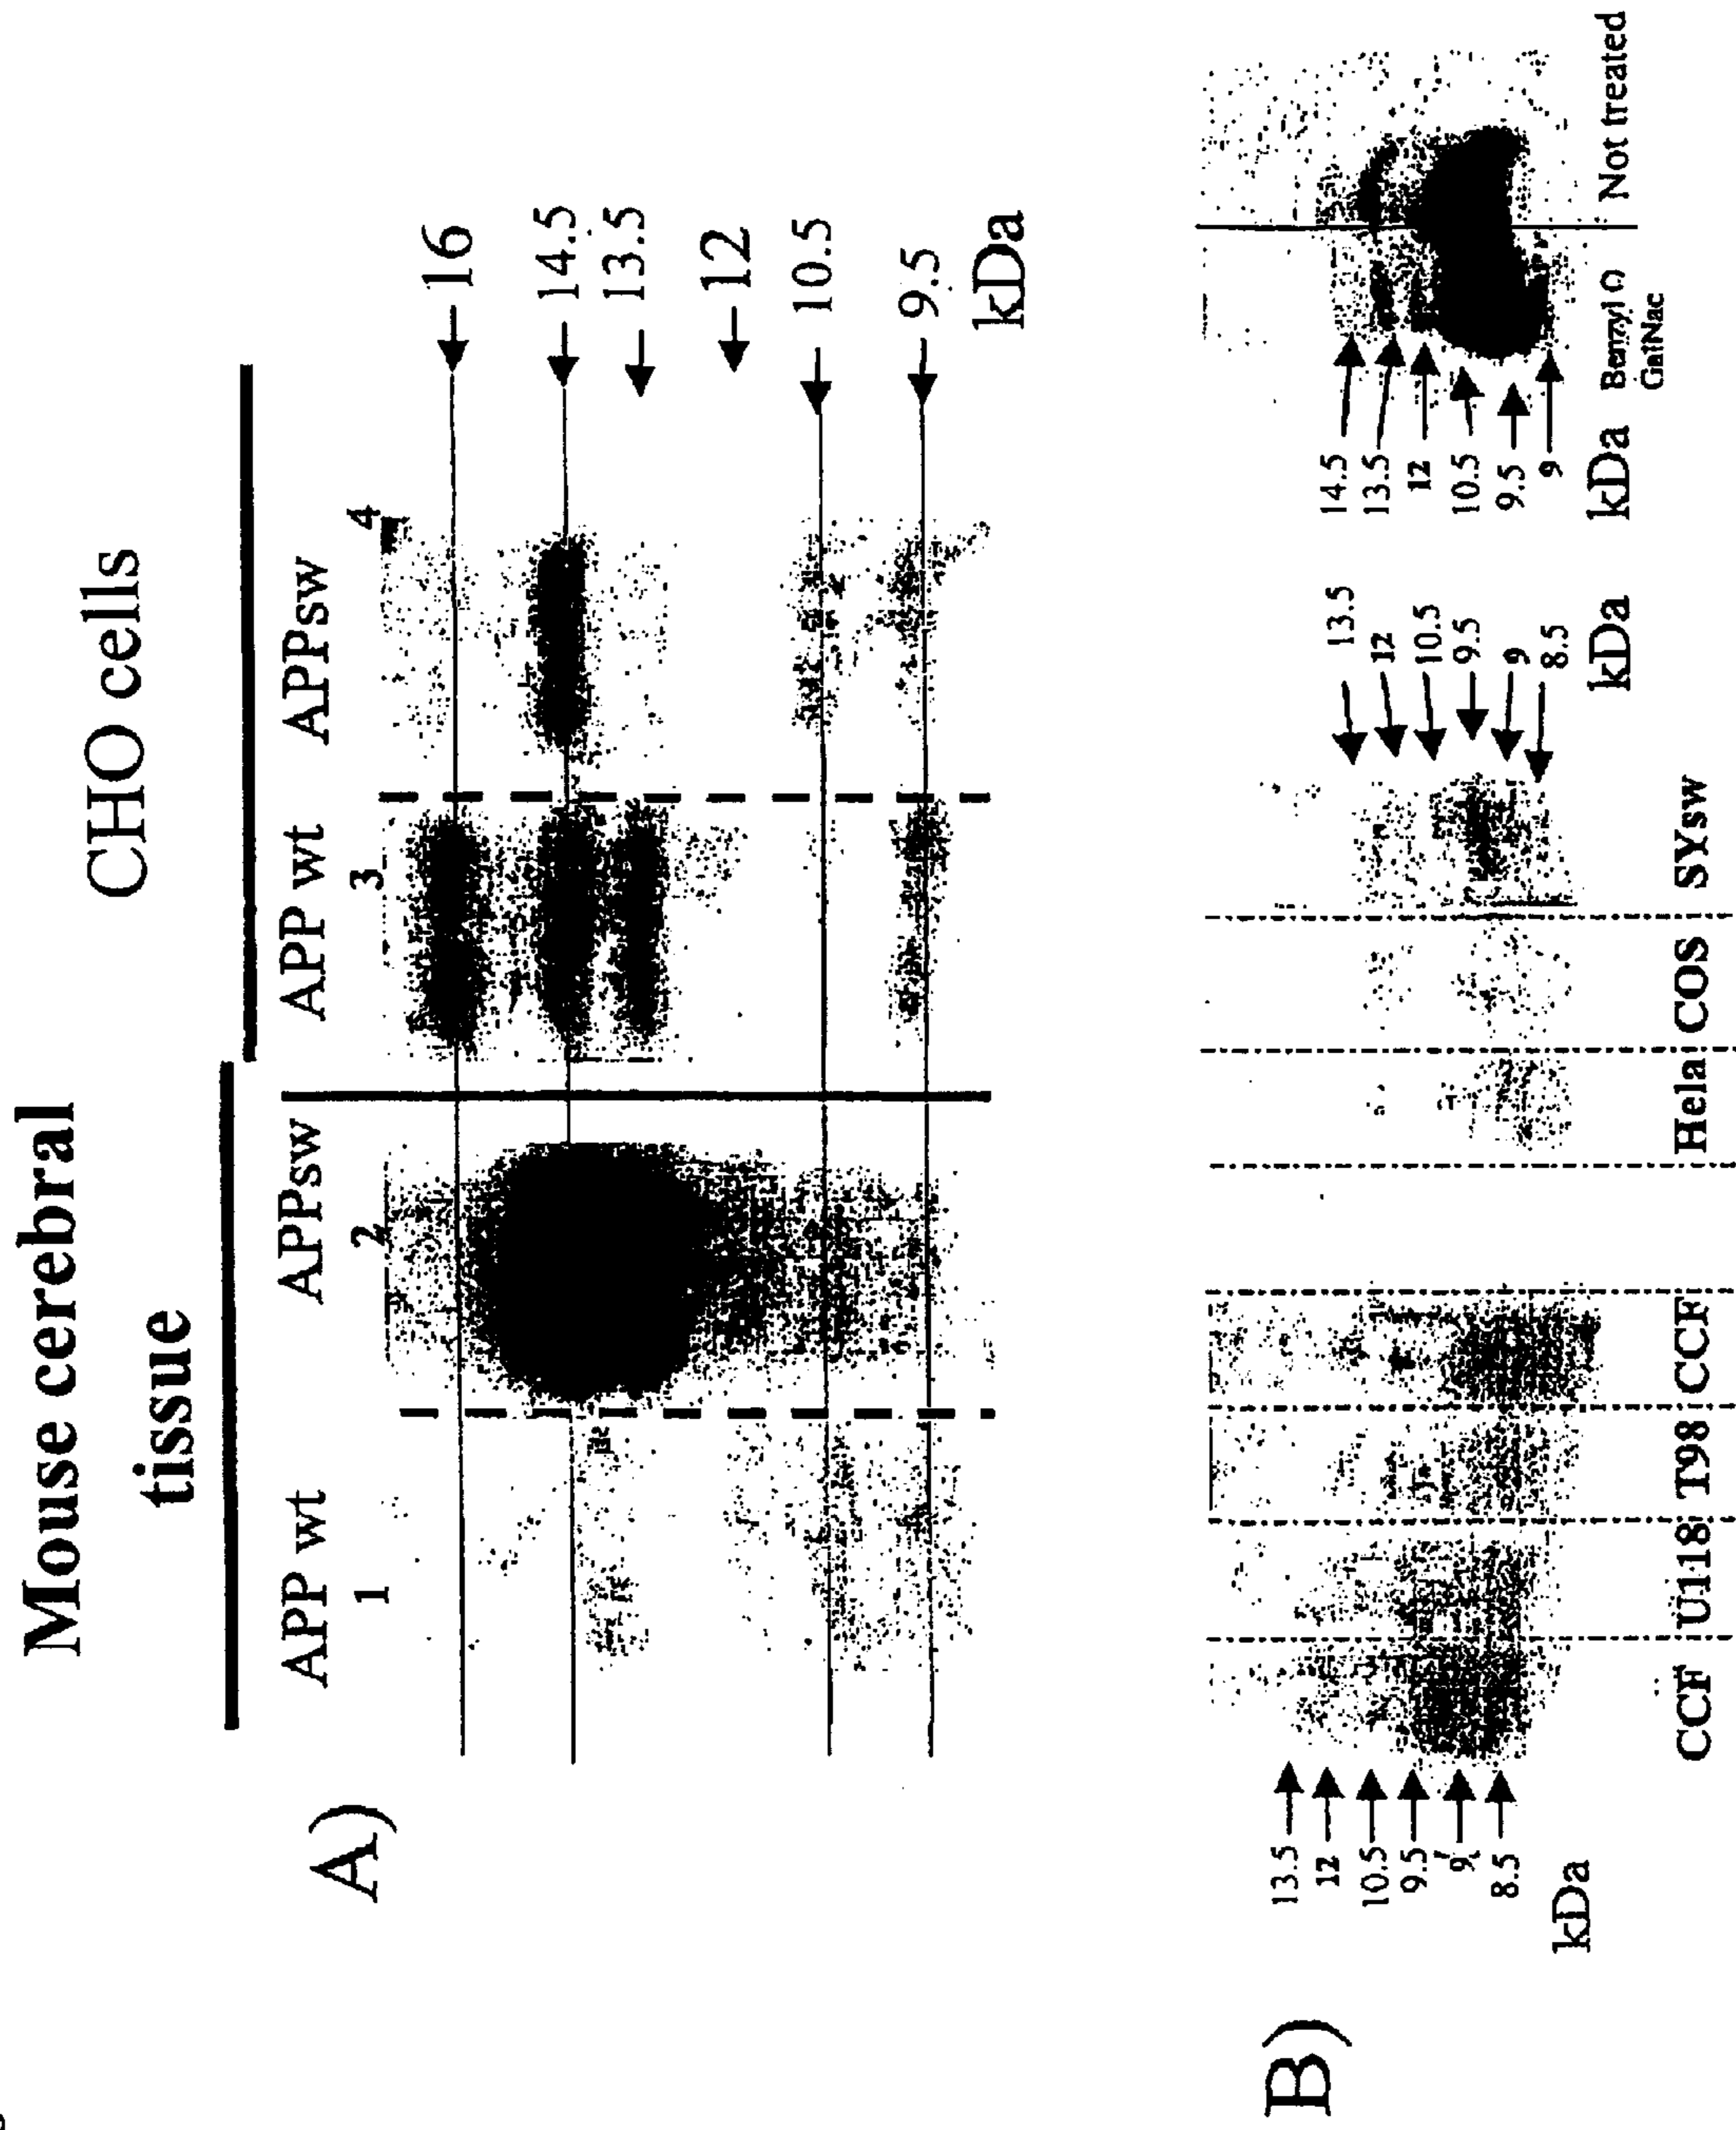 Mouse cerebral
tissue
CHO cells
A)
APP wt
APPsw
APP wt
APPsw
1
2
3
4
16
14.5
13.5
12
10.5
9.5
kDa
B)
13.5
12
10.5
9.5
9
8.5
kDa
CCF
U118
T98
CCF
Hela
COS
SYsw
13.5
12
10.5
9.5
9
8.5
kDa
14.5
13.5
12
10.5
9.5
9
kDa
Benzyl O
GalNac
Not treated